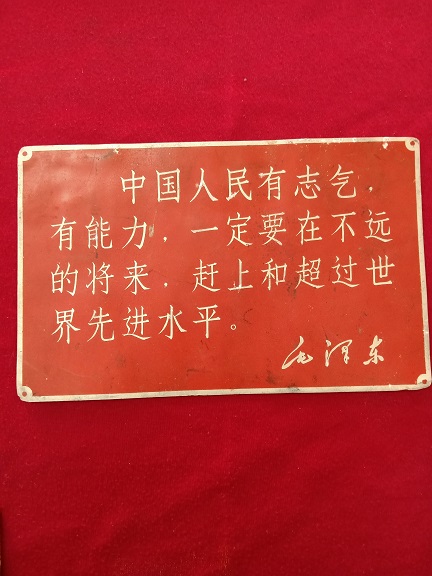 中国人民有志气，
有能力，一定要在不远
的将来，赶上和超过世
界先进水平。
毛泽东